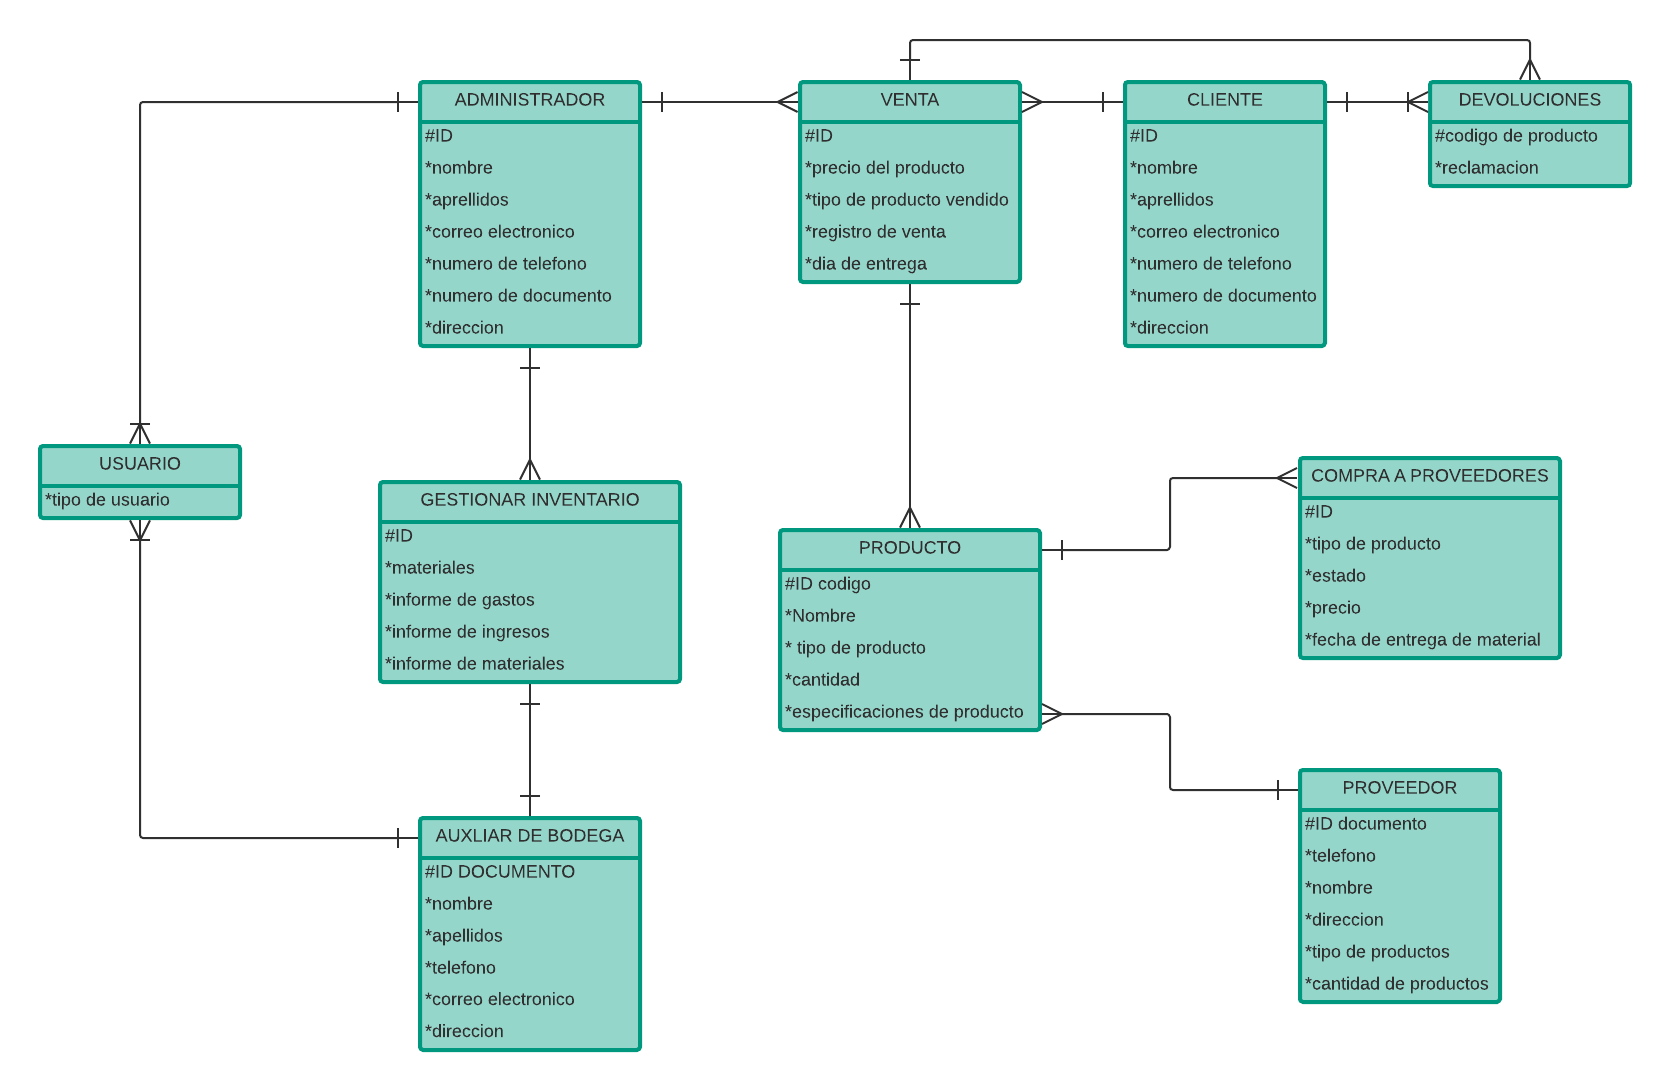 ADMINISTRADOR
#ID
*nombre
*aprellidos
*correo electronico
*numero de telefono
*numero de documento
*direccion
VENTA
#ID
*precio del producto
*tipo de producto vendido
*registro de venta
*dia de entrega
CLIENTE
#ID
*nombre
*aprellidos
*correo electronico
*numero de telefono
*numero de documento
*direccion
DEVOLUCIONES
#codigo de producto
*reclamacion
USUARIO
*tipo de usuario
GESTIONAR INVENTARIO
#ID
*materiales
*informe de gastos
*informe de ingresos
*informe de materiales
PRODUCTO
#ID codigo
*Nombre
* tipo de producto
*cantidad
*especificaciones de producto
COMPRA A PROVEEDORES
#ID
*tipo de producto
*estado
*precio
*fecha de entrega de material
AUXLIAR DE BODEGA
#ID DOCUMENTO
*nombre
*apellidos
*telefono
*correo electronico
*direccion
PROVEEDOR
#ID documento
*telefono
*nombre
*direccion
*tipo de productos
*cantidad de productos